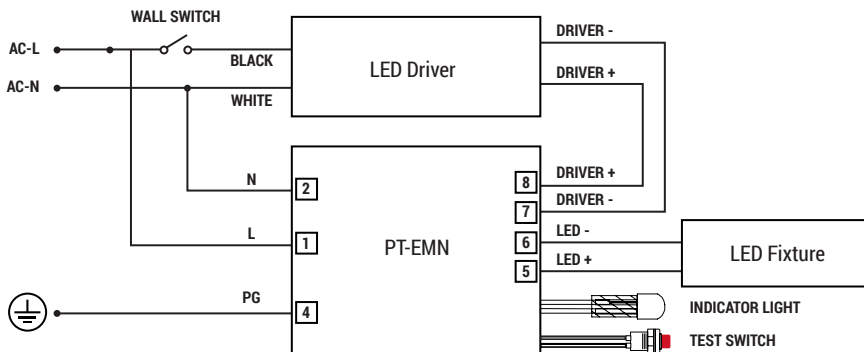 WALL SWITCH
AC-L
BLACK
LED Driver
DRIVER -
DRIVER +
AC-N
WHITE
N
2
L
1
PG
4
PT-EMN
8
DRIVER +
7
DRIVER -
6
LED -
5
LED +
LED Fixture
INDICATOR LIGHT
TEST SWITCH